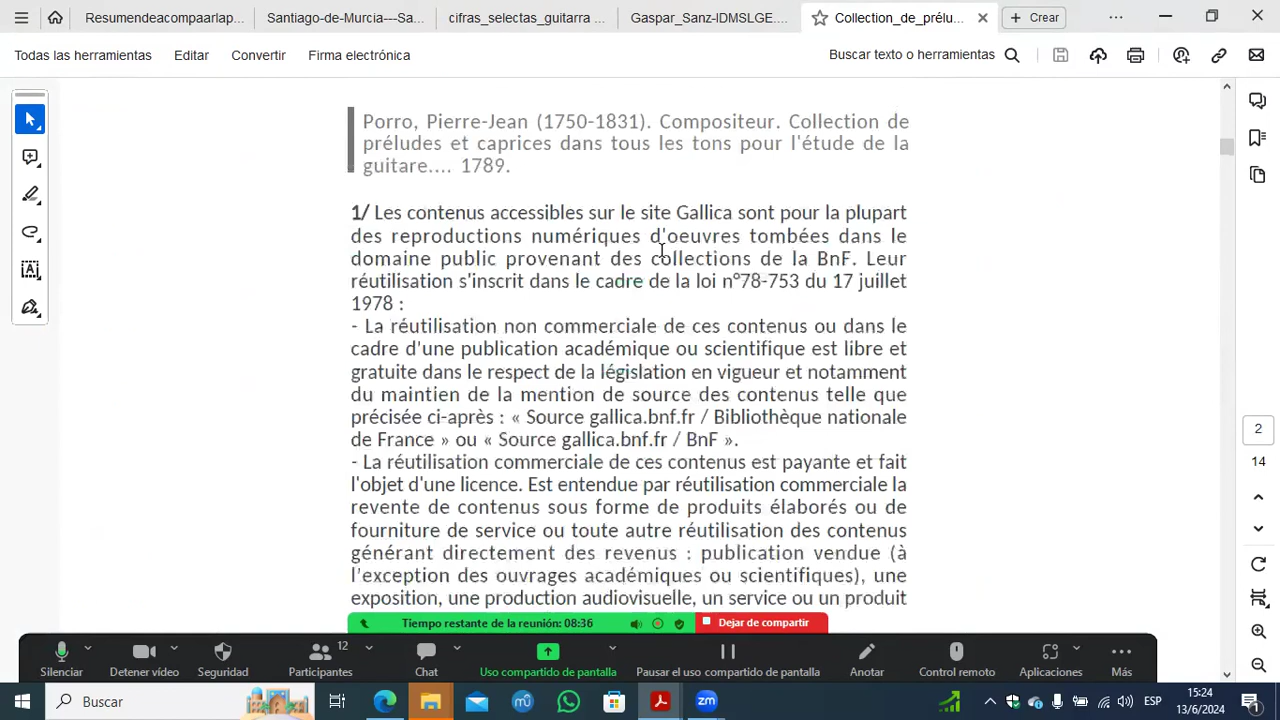 Resumendeacompaarlap...
Santiago-de-Murcia---Sa...
cifras_selectas_guitarra ...
Gaspar_Sanz-IDMSLGE....
Collection_de_prélu...
Crear
Todas las herramientas
Editar
Convertir
Firma electrónica
Buscar texto o herramientas
Porro, Pierre-Jean (1750-1831). Compositeur. Collection de
préludes et caprices dans tous les tons pour l'étude de la
guitare.... 1789.
1/ Les contenus accessibles sur le site Gallica sont pour la plupart
des reproductions numériques d'oeuvres tombées dans le
domaine public provenant des collections de la BnF. Leur
réutilisation s'inscrit dans le cadre de la loi n°78-753 du 17 juillet
1978 :
- La réutilisation non commerciale de ces contenus ou dans le
cadre d'une publication académique ou scientifique est libre et
gratuite dans le respect de la législation en vigueur et notamment
du maintien de la mention de source des contenus telle que
précisée ci-après : « Source gallica.bnf.fr / Bibliothèque nationale
de France » ou « Source gallica.bnf.fr / BnF ».
- La réutilisation commerciale de ces contenus est payante et fait
l'objet d'une licence. Est entendue par réutilisation commerciale la
revente de contenus sous forme de produits élaborés ou de
fourniture de service ou toute autre réutilisation des contenus
générant directement des revenus : publication vendue (à
l'exception des ouvrages académiques ou scientifiques), une
exposition, une production audiovisuelle, un service ou un produit
2
14
Tiempo restante de la reunión: 08:36
Dejar de compartir
12
Silenciar
Detener vídeo
Seguridad
Participantes
Chat
Uso compartido de pantalla
Pausar el uso compartido de pantalla
Anotar
Control remoto
Aplicaciones
Más
Buscar
zm
ESP
15:24
13/6/2024
1